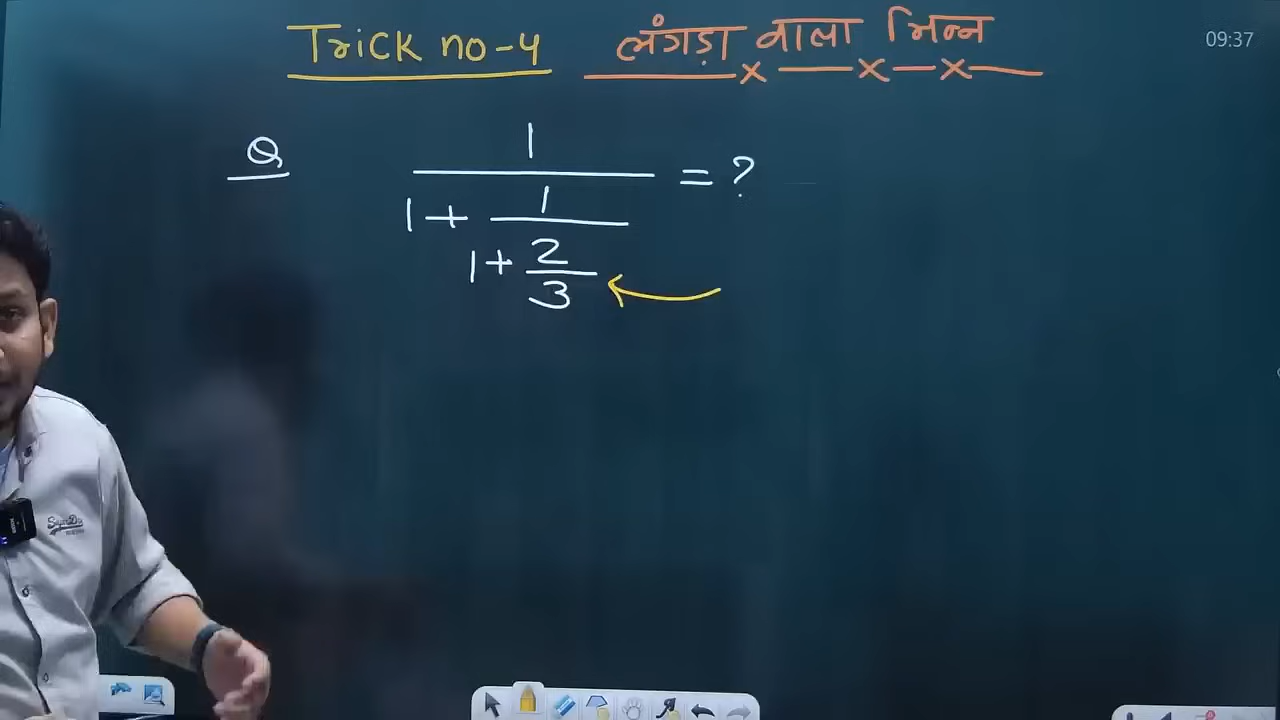 Trick no-4 लंगड़ा वाला भिन्न
09:37
Q 1
= ?
1 + 1
1 + 2
3
Superdry